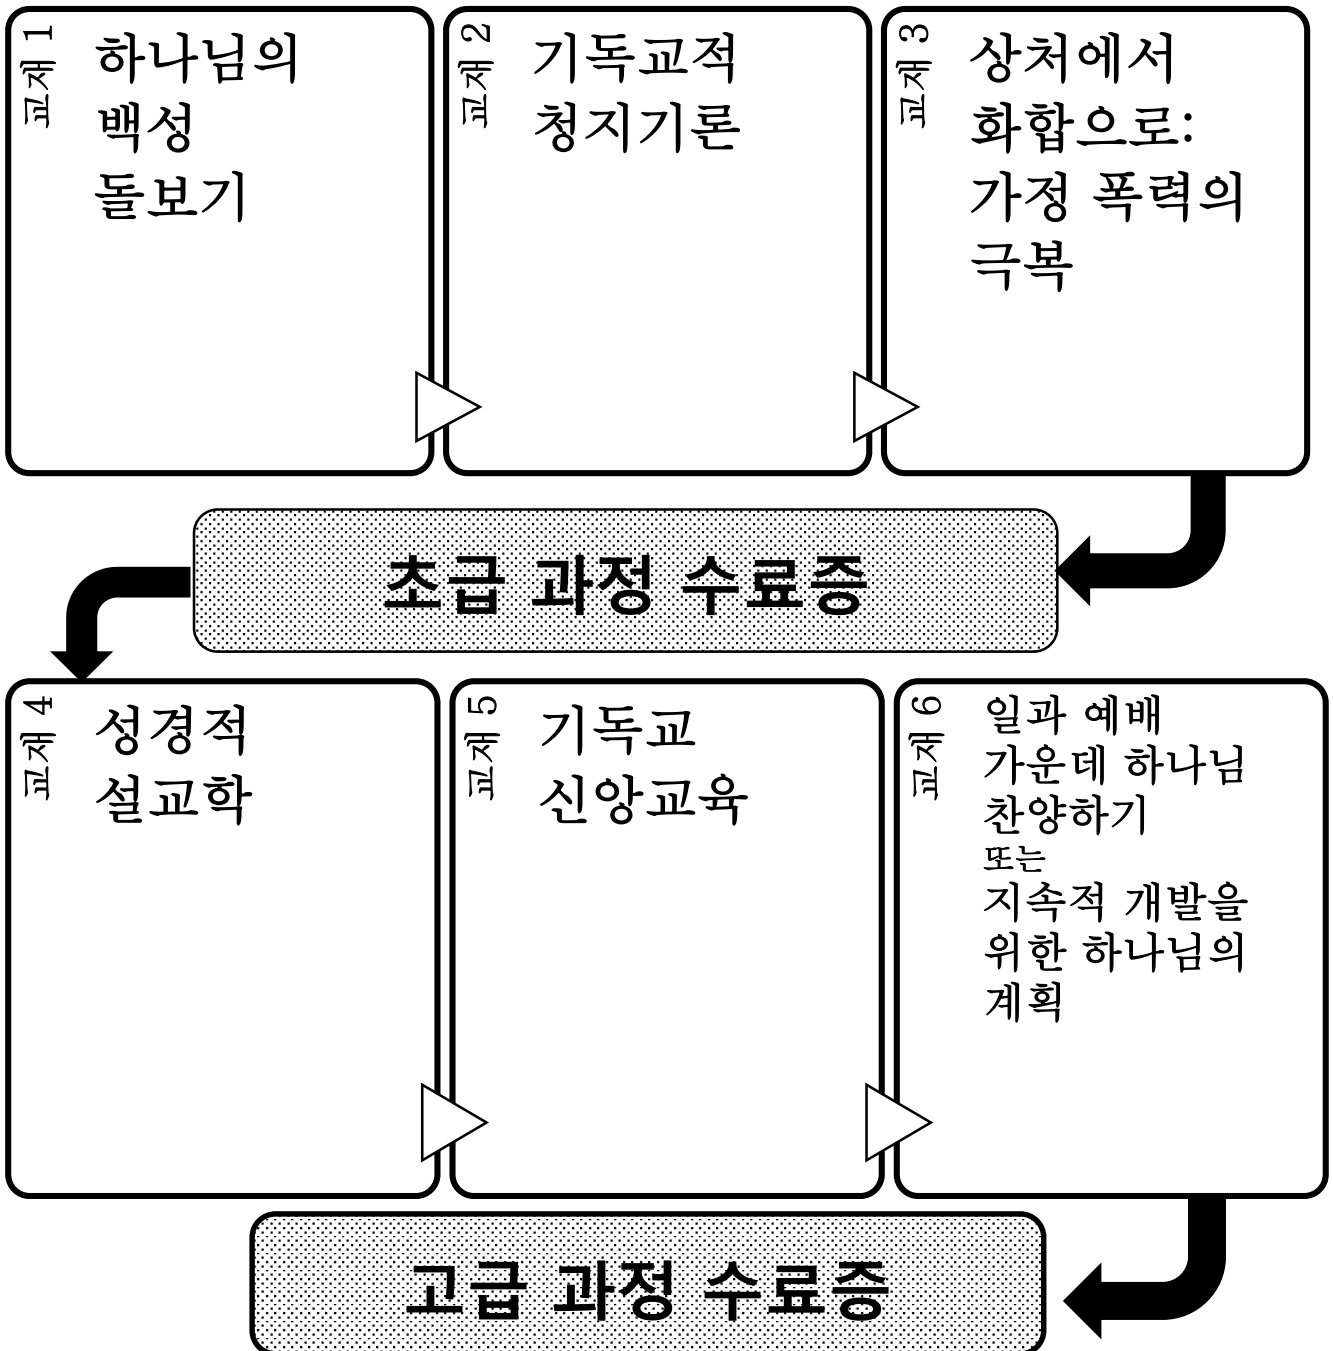 교재 1
하나님의
백성
돌보기
교재 2
기독교적
청지기론
교재 3
상처에서
화합으로:
가정 폭력의
극복
초급 과정 수료증
교재 4
성경적
설교학
교재 5
기독교
신앙교육
교재 6
일과 예배
가운데 하나님
찬양하기
또는
지속적 개발을
위한 하나님의
계획
고급 과정 수료증